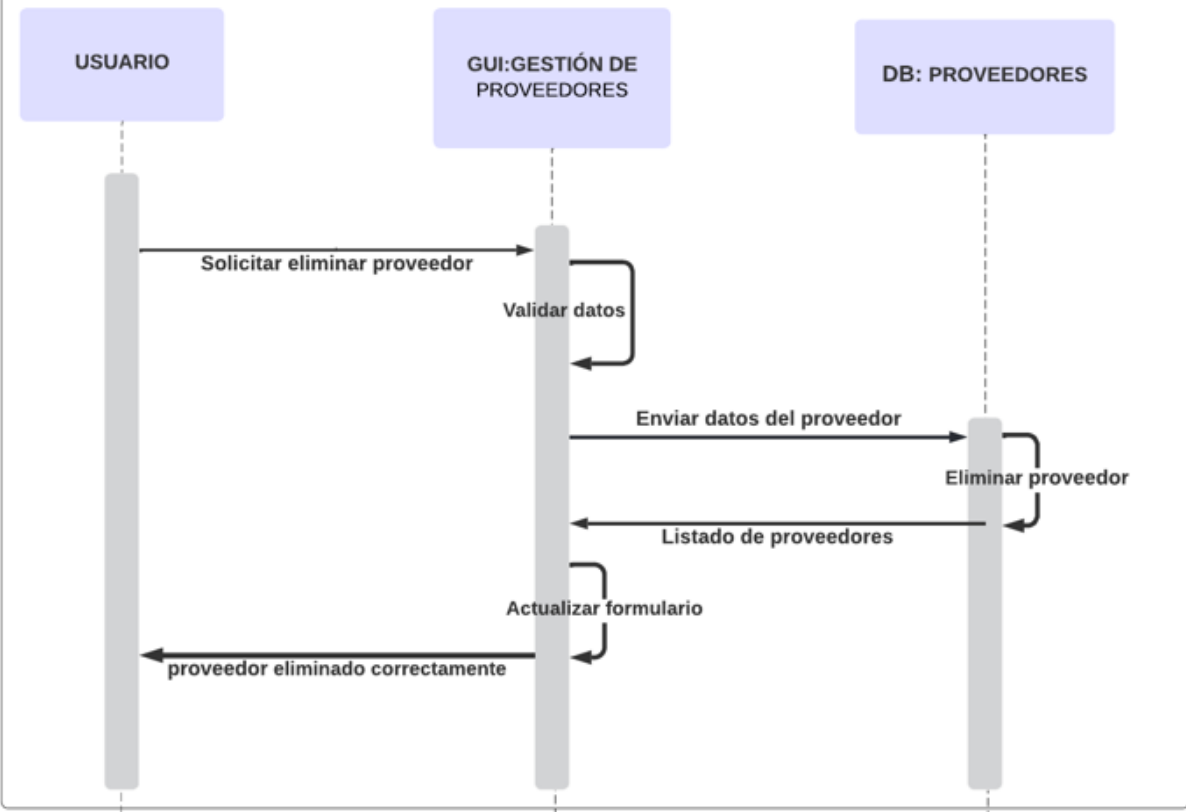 USUARIO
GUI:GESTIÓN DE
PROVEEDORES
DB: PROVEEDORES
Solicitar eliminar proveedor
Validar datos
Enviar datos del proveedor
Eliminar proveedor
Listado de proveedores
Actualizar formulario
proveedor eliminado correctamente